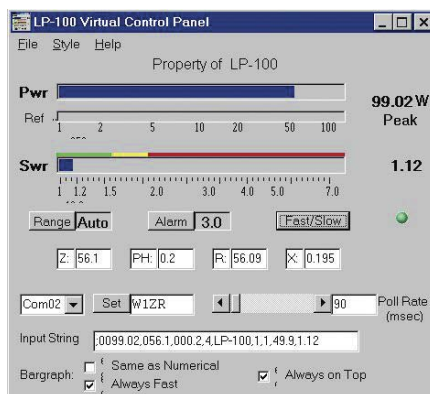 LP-100 Virtual Control Panel
File Style Help
Property of LP-100
Pwr
99.02 W
Ref
Peak
1 2 5 10 20 50 100
Swr
1.12
1 1.2 1.5 2.0 3.0 4.0 5.0 7.0
Range Auto Alarm 3.0 Fast/Slow
Z: 56.1 PH: 0.2 R: 56.09 X: 0.195
Com02 Set W1ZR 90 Poll Rate
(msec)
Input String ;0099.02,056.1,000.2,4,LP-100,1,1,49.9,1.12
Same as Numerical
Bargraph: Always Fast Always on Top